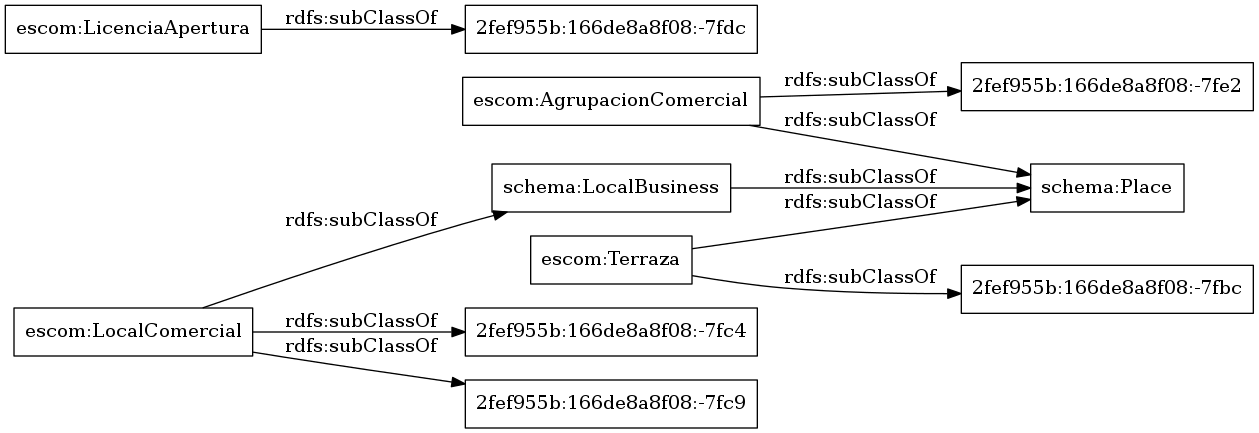 escom:LicenciaApertura
rdfs:subClassOf
2fef955b:166de8a8f08:-7fdc
escom:AgrupacionComercial
rdfs:subClassOf
2fef955b:166de8a8f08:-7fe2
rdfs:subClassOf
schema:LocalBusiness
rdfs:subClassOf
schema:Place
rdfs:subClassOf
rdfs:subClassOf
escom:Terraza
rdfs:subClassOf
2fef955b:166de8a8f08:-7fbc
escom:LocalComercial
rdfs:subClassOf
2fef955b:166de8a8f08:-7fc4
rdfs:subClassOf
2fef955b:166de8a8f08:-7fc9